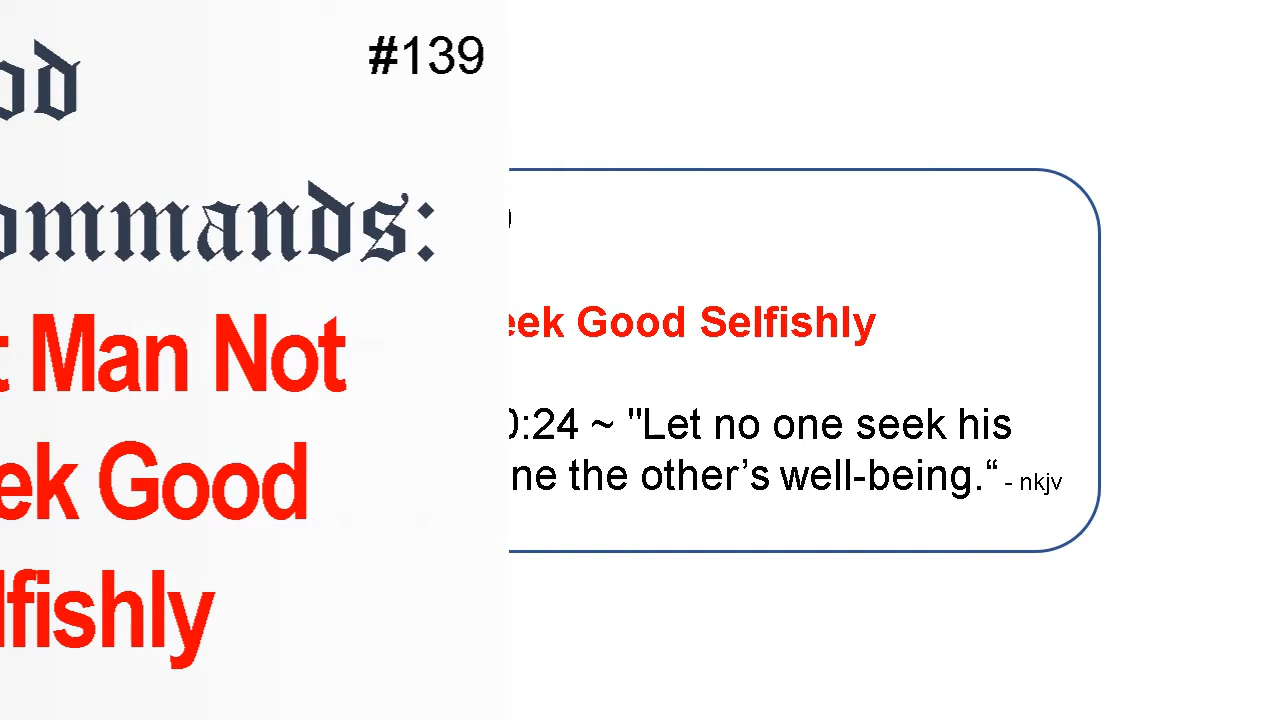 #139
od
ommands:
t Man Not
ek Good
lfishly
eek Good Selfishly
0:24 ~ "Let no one seek his
ne the other’s well-being.“ - nkjv